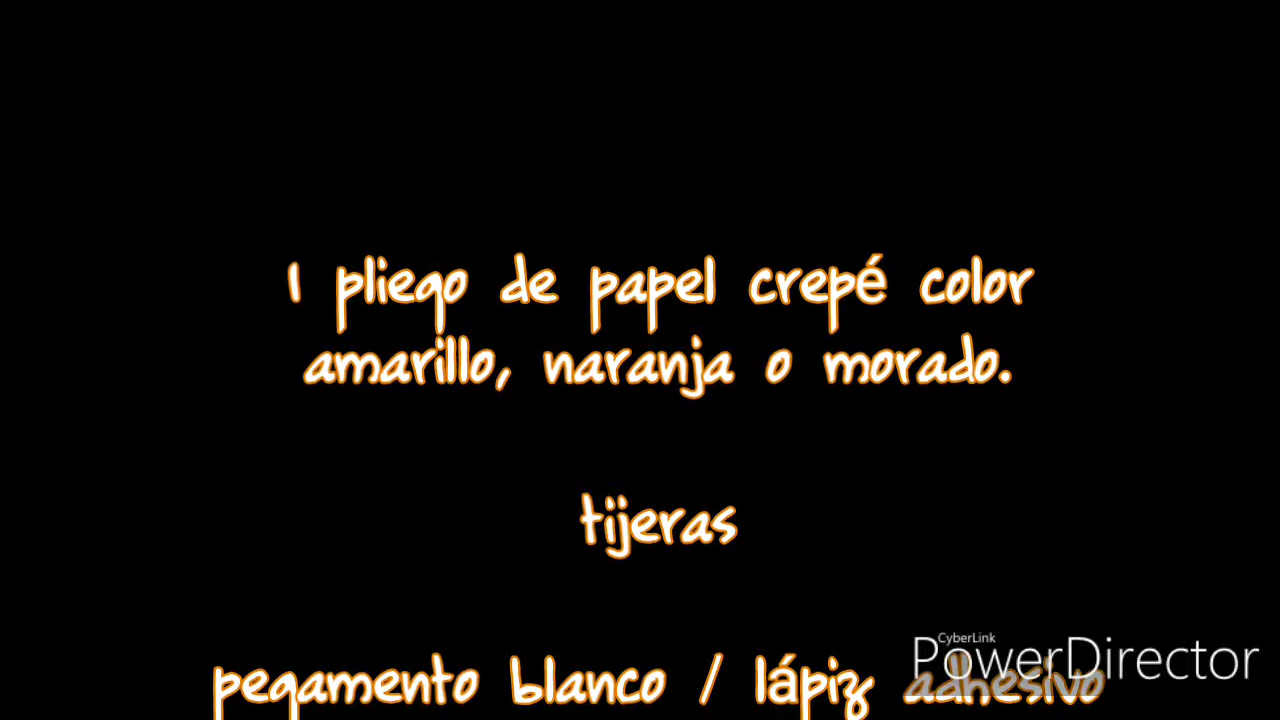 1 pliego de papel crepé color
amarillo, naranja o morado.
tijeras
pegamento blanco / lápiz adhesivo
CyberLink
PowerDirector